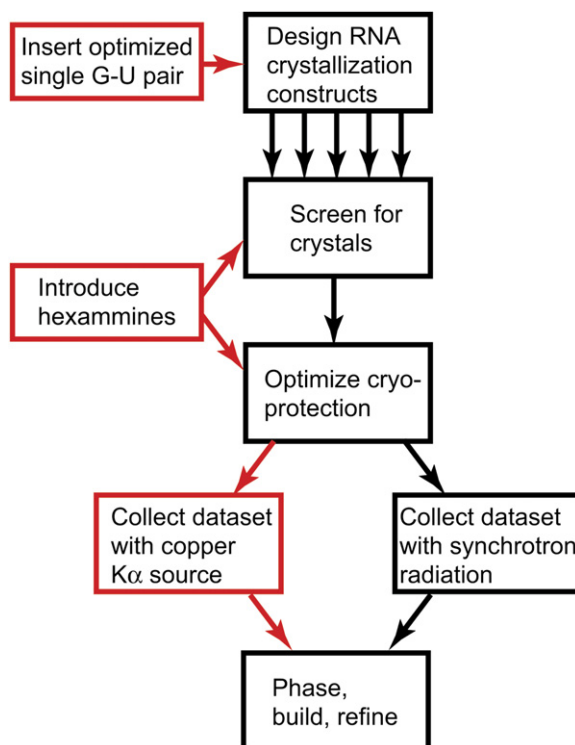 Insert optimized
single G-U pair
Design RNA
crystallization
constructs
Screen for
crystals
Introduce
hexammines
Optimize cryo-
protection
Collect dataset
with copper
Kα source
Collect dataset
with synchrotron
radiation
Phase,
build, refine